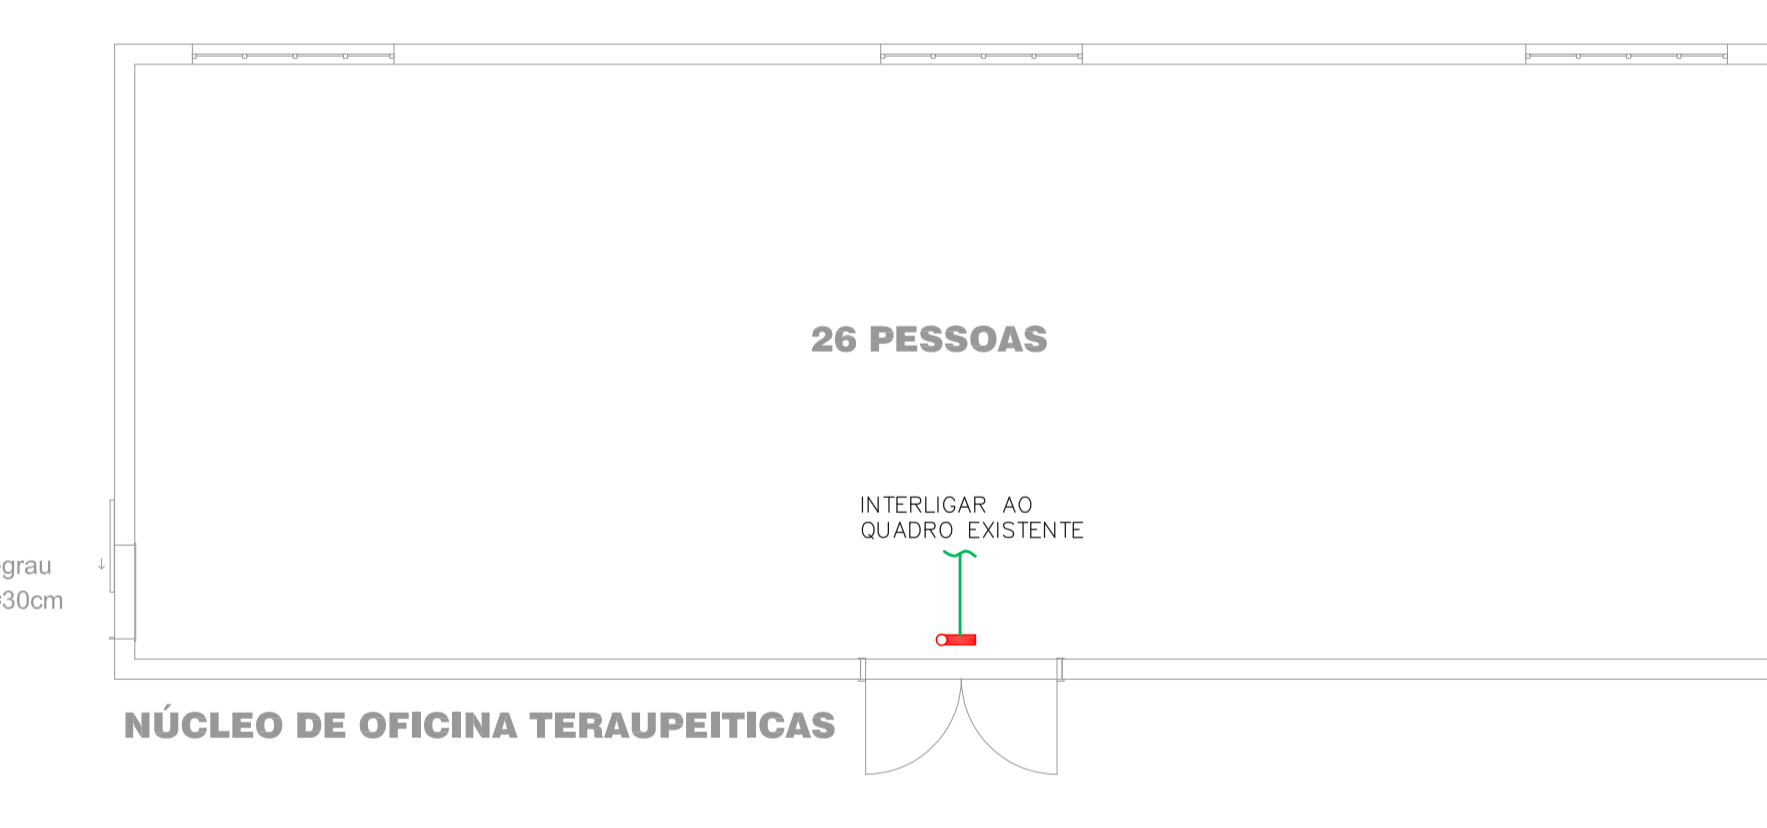 26 PESSOAS
INTERLIGAR AO
QUADRO EXISTENTE
grau
30cm
NÚCLEO DE OFICINA TERAUPEITICAS